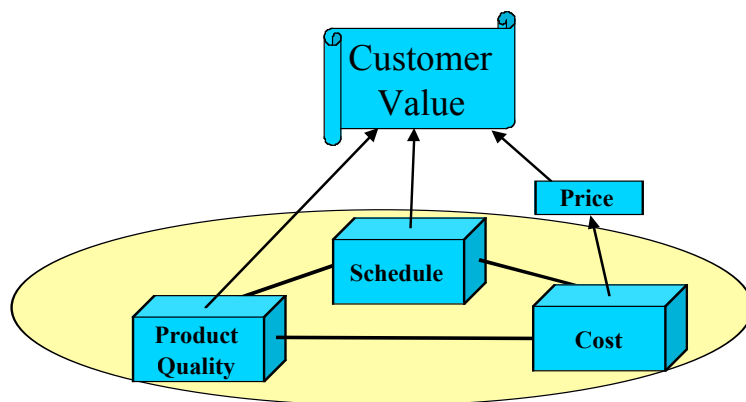 Customer
Value
Price
Schedule
Product
Quality
Cost